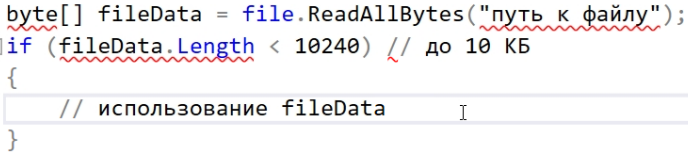 byte[] fileData = file.ReadAllBytes("путь к файлу");
if (fileData.Length < 10240) // до 10 КБ
{
    // использование fileData
}